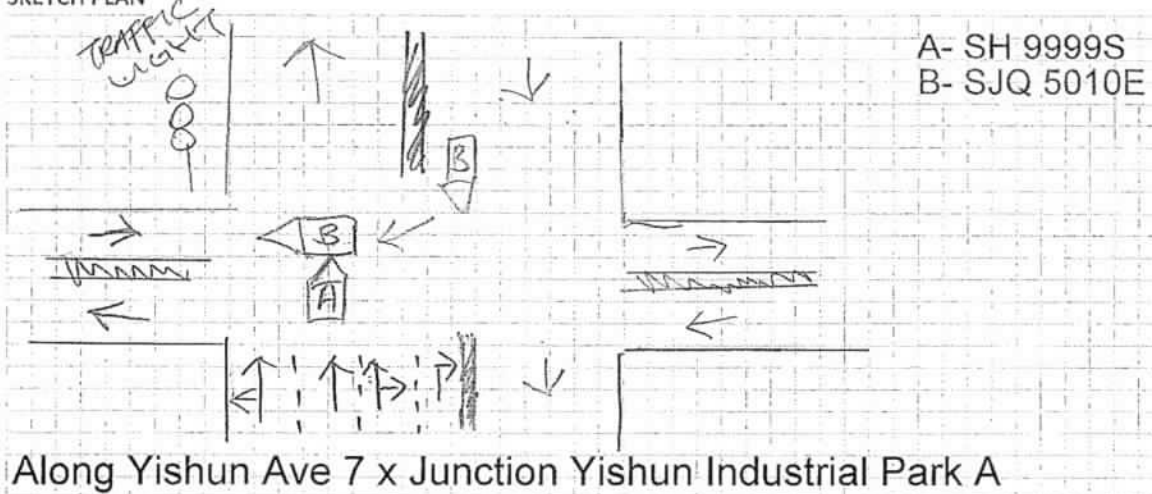 SKETCH PLAN
TRAFFIC
LIGHT
A- SH 9999S
B- SJQ 5010E
B
B
A
Along Yishun Ave 7 x Junction Yishun Industrial Park A